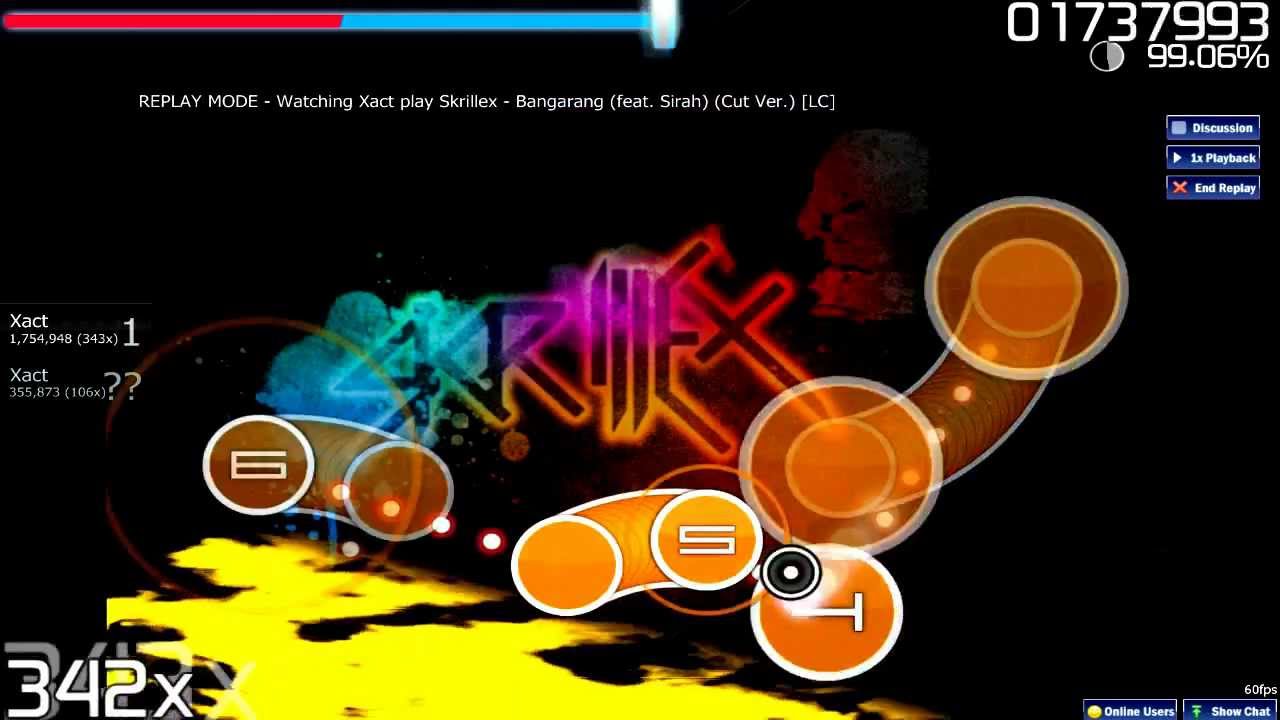 01737993
99.06%
REPLAY MODE - Watching Xact play Skrillex - Bangarang (feat. Sirah) (Cut Ver.) [LC]
Discussion
1x Playback
End Replay
SKRILLEX
Xact
1,754,948 (343x) 1
Xact
355,873 (106x) ??
6
5
4
342x
60fps
Online Users
Show Chat